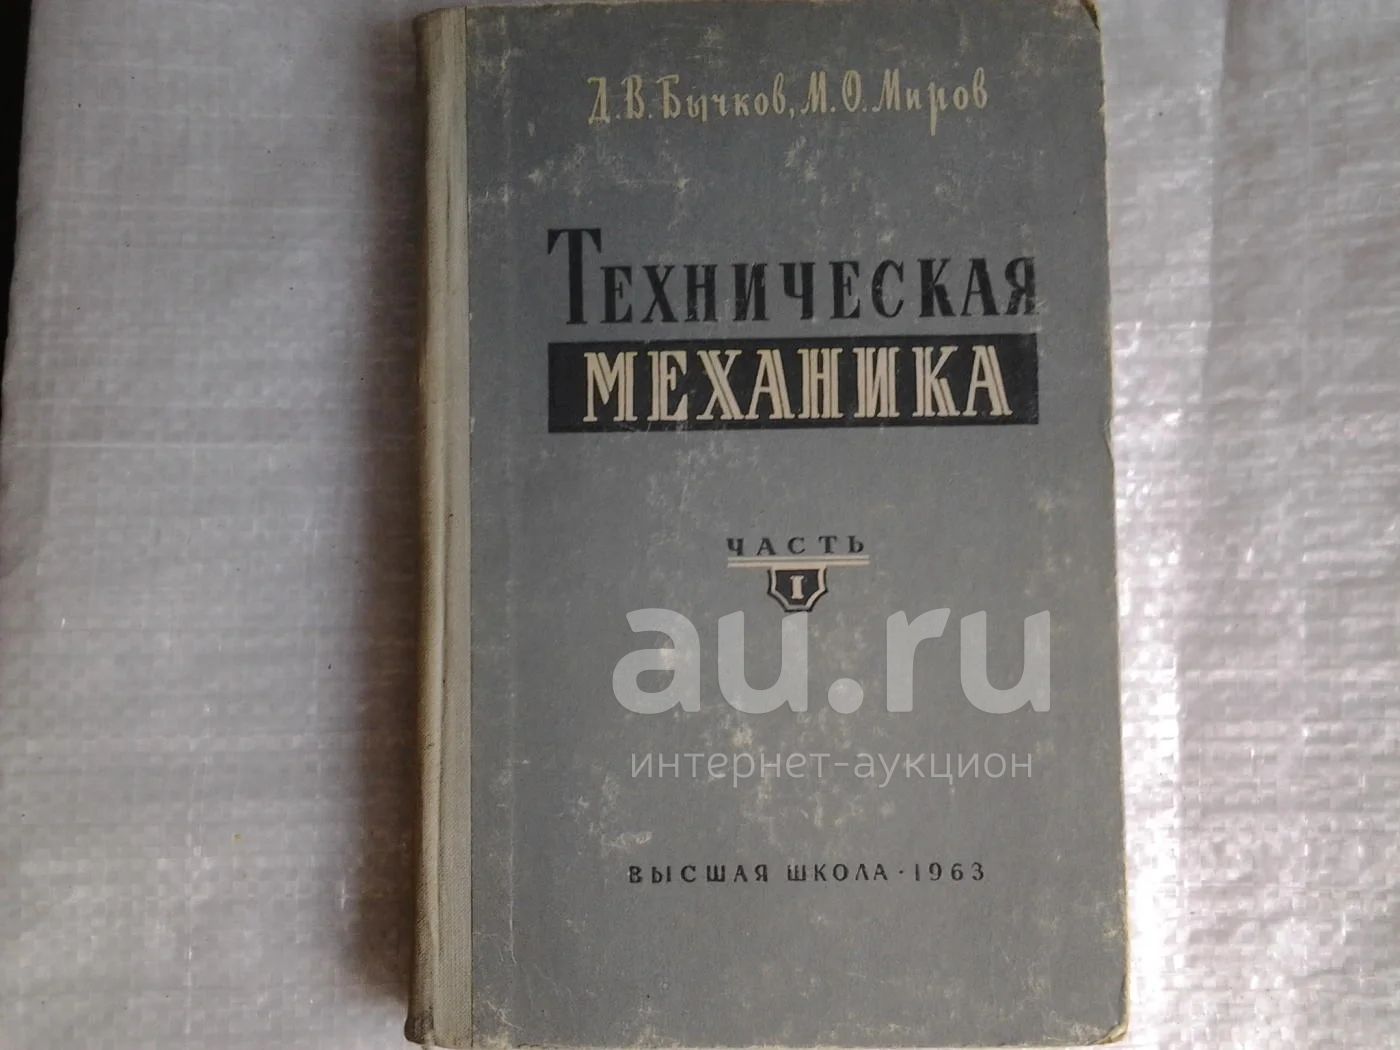 Д.В.Бычков, М.О.Миров
ТЕХНИЧЕСКАЯ
МЕХАНИКА
ЧАСТЬ
I
au.ru
интернет-аукцион
ВЫСШАЯ ШКОЛА · 1963